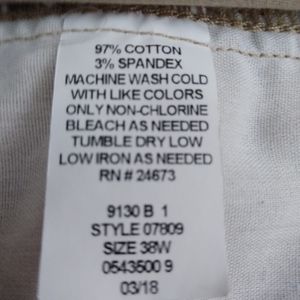 97% COTTON
3% SPANDEX
MACHINE WASH COLD
WITH LIKE COLORS
ONLY NON-CHLORINE
BLEACH AS NEEDED
TUMBLE DRY LOW
LOW IRON AS NEEDED
RN # 24673
9130 B 1
STYLE 07809
SIZE 38W
0543500 9
03/18